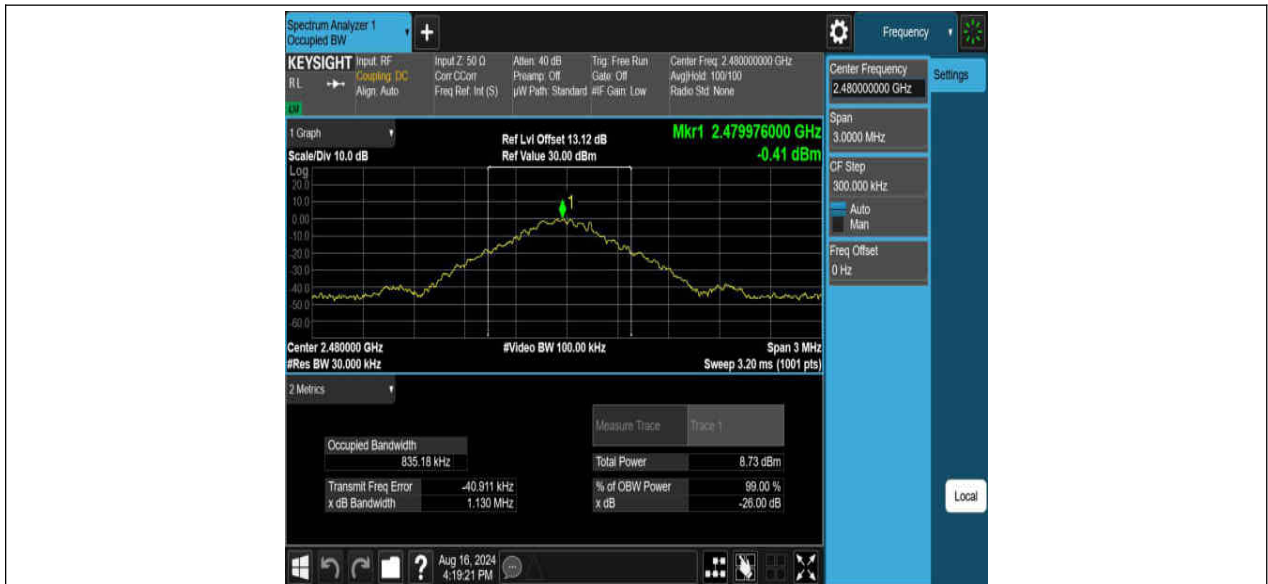 Spectrum Analyzer 1
Occupied BW
+
Frequency
KEYSIGHT
RL
LXI
Input: RF
Coupling: DC
Align: Auto
Input Z: 50 Ω
Corr CCorr
Freq Ref: Int (S)
Atten: 40 dB
Preamp: Off
µW Path: Standard
Trig: Free Run
Gate: Off
#IF Gain: Low
Center Freq: 2.480000000 GHz
Avg|Hold: 100/100
Radio Std: None
1 Graph
Scale/Div 10.0 dB
Ref Lvl Offset 13.12 dB
Ref Value 30.00 dBm
Mkr1 2.479976000 GHz
-0.41 dBm
Log
20.0
10.0
0.00
-10.0
-20.0
-30.0
-40.0
-50.0
-60.0
1
Center 2.480000 GHz
#Res BW 30.000 kHz
#Video BW 100.00 kHz
Span 3 MHz
Sweep 3.20 ms (1001 pts)
2 Metrics
Measure Trace
Trace 1
Occupied Bandwidth
835.18 kHz
Total Power
8.73 dBm
Transmit Freq Error
-40.911 kHz
% of OBW Power
99.00 %
x dB Bandwidth
1.130 MHz
x dB
-26.00 dB
Center Frequency
2.480000000 GHz
Settings
Span
3.0000 MHz
CF Step
300.000 kHz
Auto
Man
Freq Offset
0 Hz
Local
?
Aug 16, 2024
4:19:21 PM